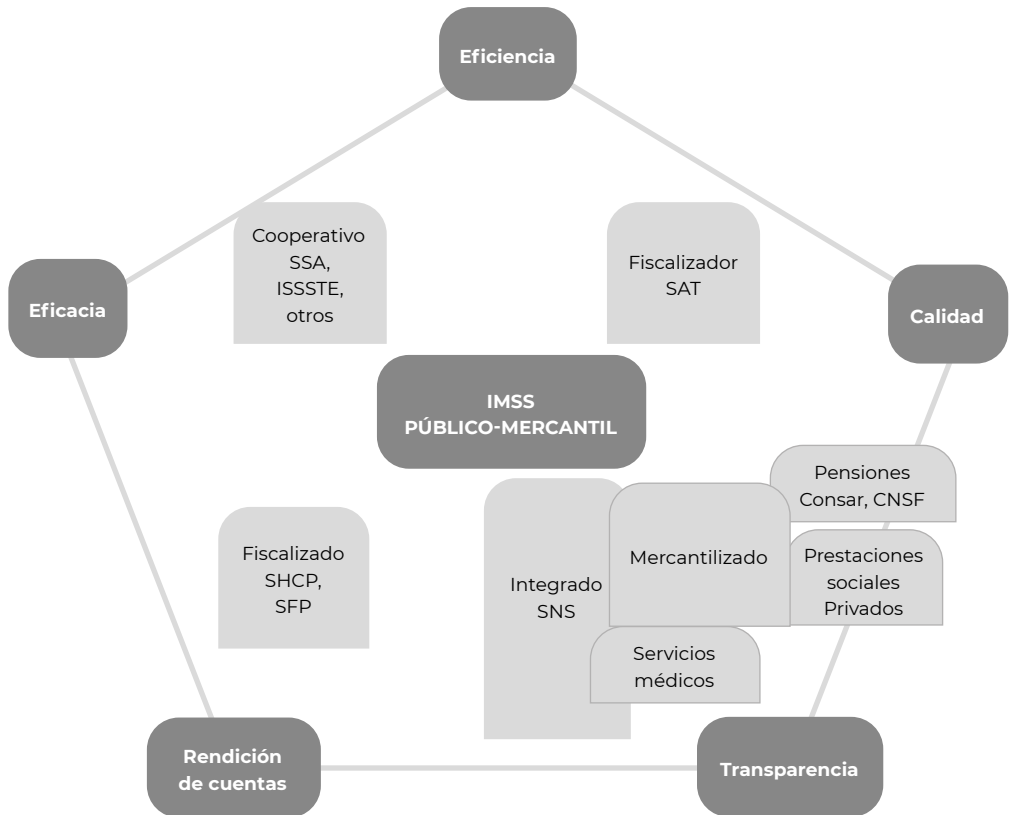 Eficiencia
Cooperativo
SSA,
ISSSTE,
otros
Fiscalizador
SAT
Eficacia
Calidad
IMSS
PÚBLICO-MERCANTIL
Pensiones
Consar, CNSF
Fiscalizado
SHCP,
SFP
Integrado
SNS
Mercantilizado
Prestaciones
sociales
Privados
Servicios
médicos
Rendición
de cuentas
Transparencia